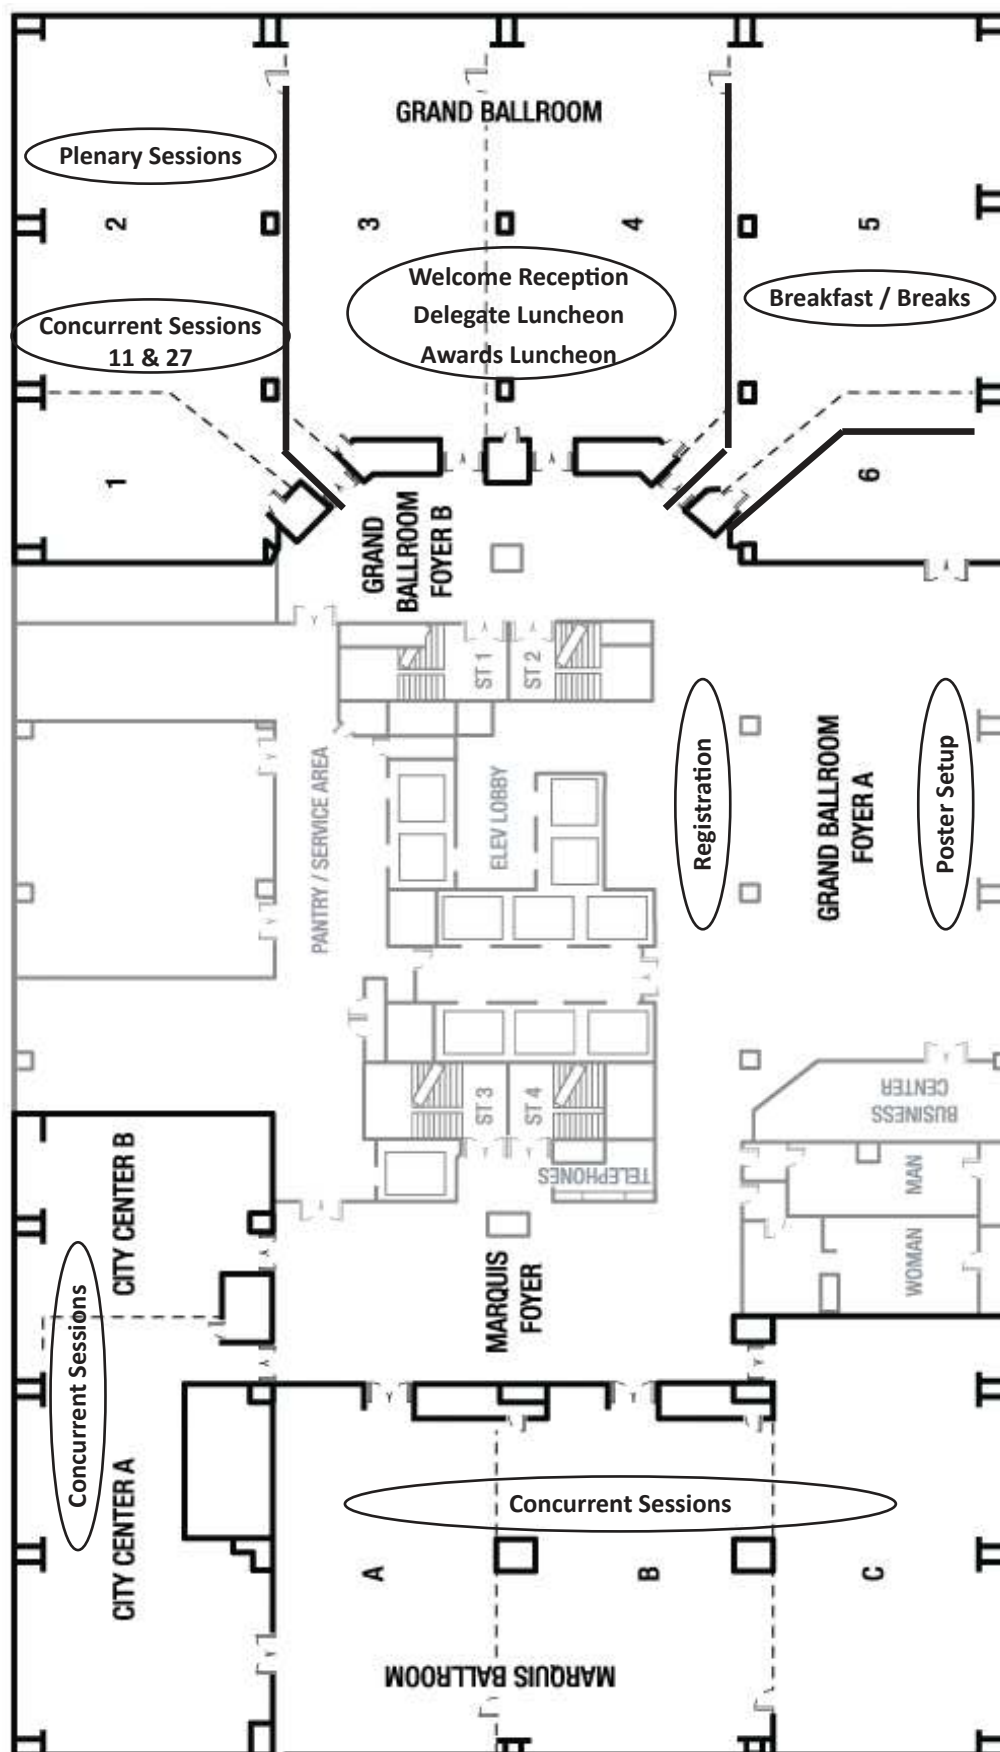 GRAND BALLROOM
Plenary Sessions
2
3
4
5
Welcome Reception
Delegate Luncheon
Awards Luncheon
Breakfast / Breaks
Concurrent Sessions
11 & 27
1
6
GRAND
BALLROOM
FOYER B
ST 1
ST 2
Registration
Poster Setup
PANTRY / SERVICE AREA
ELEV LOBBY
GRAND BALLROOM
FOYER A
BUSINESS
CENTER
ST 3
ST 4
TELEPHONES
MAN
WOMAN
CITY CENTER B
MARQUIS
FOYER
Concurrent Sessions
CITY CENTER A
Concurrent Sessions
A
B
C
MARQUIS BALLROOM